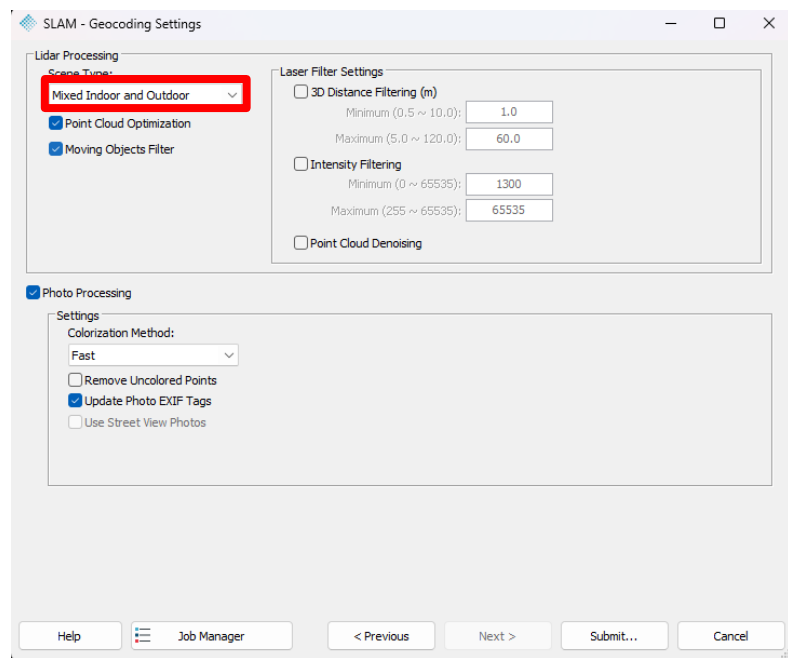 SLAM - Geocoding Settings
Lidar Processing
Scene Type:
Mixed Indoor and Outdoor
Point Cloud Optimization
Moving Objects Filter
Laser Filter Settings
3D Distance Filtering (m)
Minimum (0.5 ~ 10.0): 1.0
Maximum (5.0 ~ 120.0): 60.0
Intensity Filtering
Minimum (0 ~ 65535): 1300
Maximum (255 ~ 65535): 65535
Point Cloud Denoising
Photo Processing
Settings
Colorization Method:
Fast
Remove Uncolored Points
Update Photo EXIF Tags
Use Street View Photos
Help Job Manager < Previous Next > Submit... Cancel